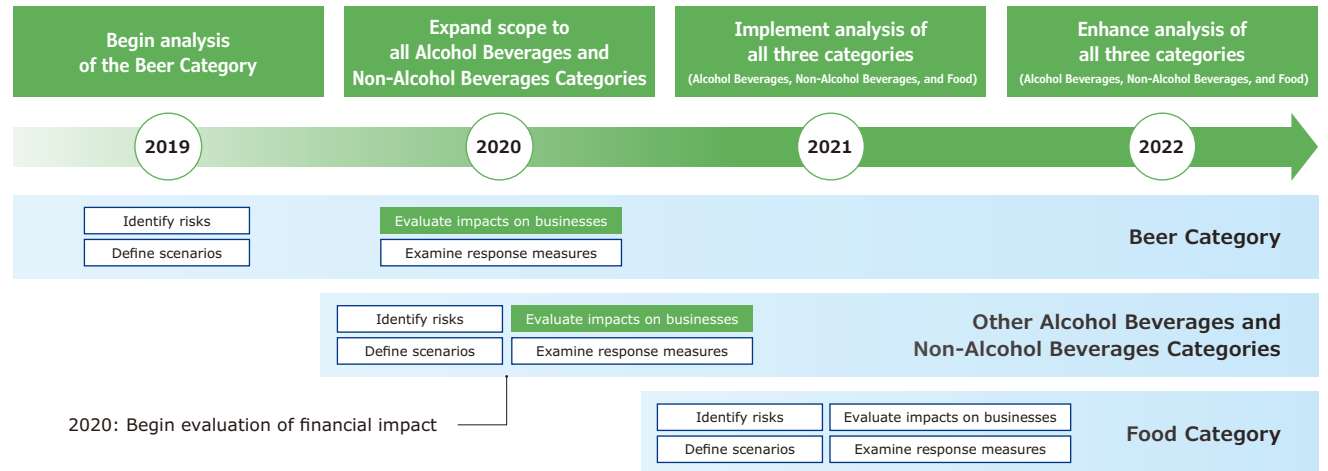 Begin analysis
of the Beer Category
Expand scope to
all Alcohol Beverages and
Non-Alcohol Beverages Categories
Implement analysis of
all three categories
(Alcohol Beverages, Non-Alcohol Beverages, and Food)
Enhance analysis of
all three categories
(Alcohol Beverages, Non-Alcohol Beverages, and Food)
2019
2020
2021
2022
Identify risks
Define scenarios
Evaluate impacts on businesses
Examine response measures
Beer Category
Identify risks
Define scenarios
Evaluate impacts on businesses
Examine response measures
Other Alcohol Beverages and
Non-Alcohol Beverages Categories
2020: Begin evaluation of financial impact
Identify risks
Define scenarios
Evaluate impacts on businesses
Examine response measures
Food Category